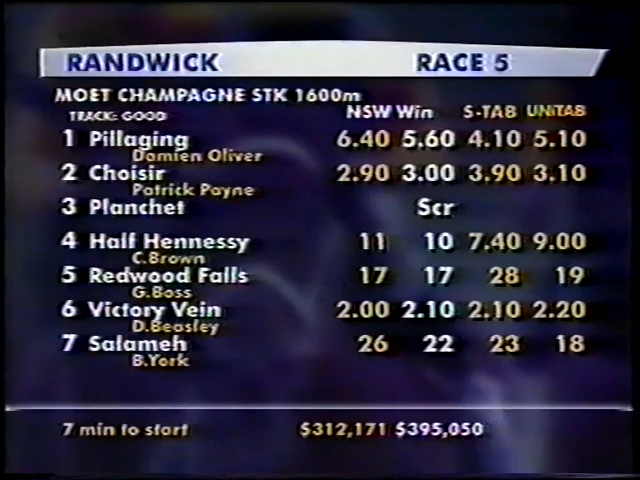 RANDWICK RACE 5
MOET CHAMPAGNE STK 1600m
TRACK: GOOD NSW Win S-TAB UNiTAB
1 Pillaging 6.40 5.60 4.10 5.10
Damien Oliver
2 Choisir 2.90 3.00 3.90 3.10
Patrick Payne
3 Planchet Scr
4 Half Hennessy 11 10 7.40 9.00
C.Brown
5 Redwood Falls 17 17 28 19
G.Boss
6 Victory Vein 2.00 2.10 2.10 2.20
D.Beasley
7 Salameh 26 22 23 18
B.York
7 min to start $312,171 $395,050